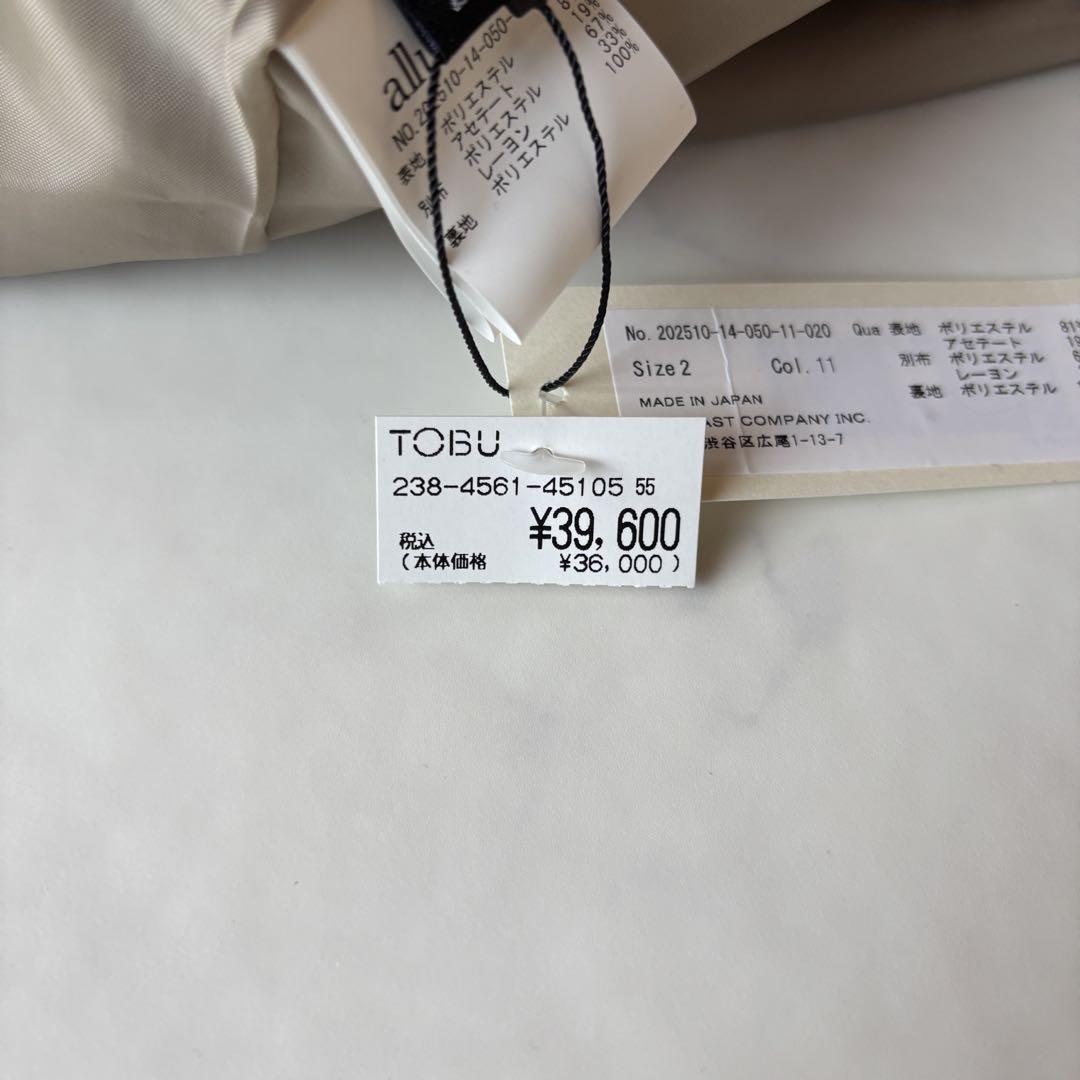 allu
NO.202510-14-050-
表地 ポリエステル
アセテート 19%
別布 ポリエステル 67%
レーヨン 33%
裏地 ポリエステル 100%
No. 202510-14-050-11-020 Qua 表地 ポリエステル 81%
アセテート 19
Size 2 Col. 11 別布 ポリエステル 6
レーヨン
MADE IN JAPAN 裏地 ポリエステル
AST COMPANY INC.
渋谷区広尾1-13-7
TOBU
238-4561-45105 55
税込 ¥39,600
(本体価格 ¥36,000)